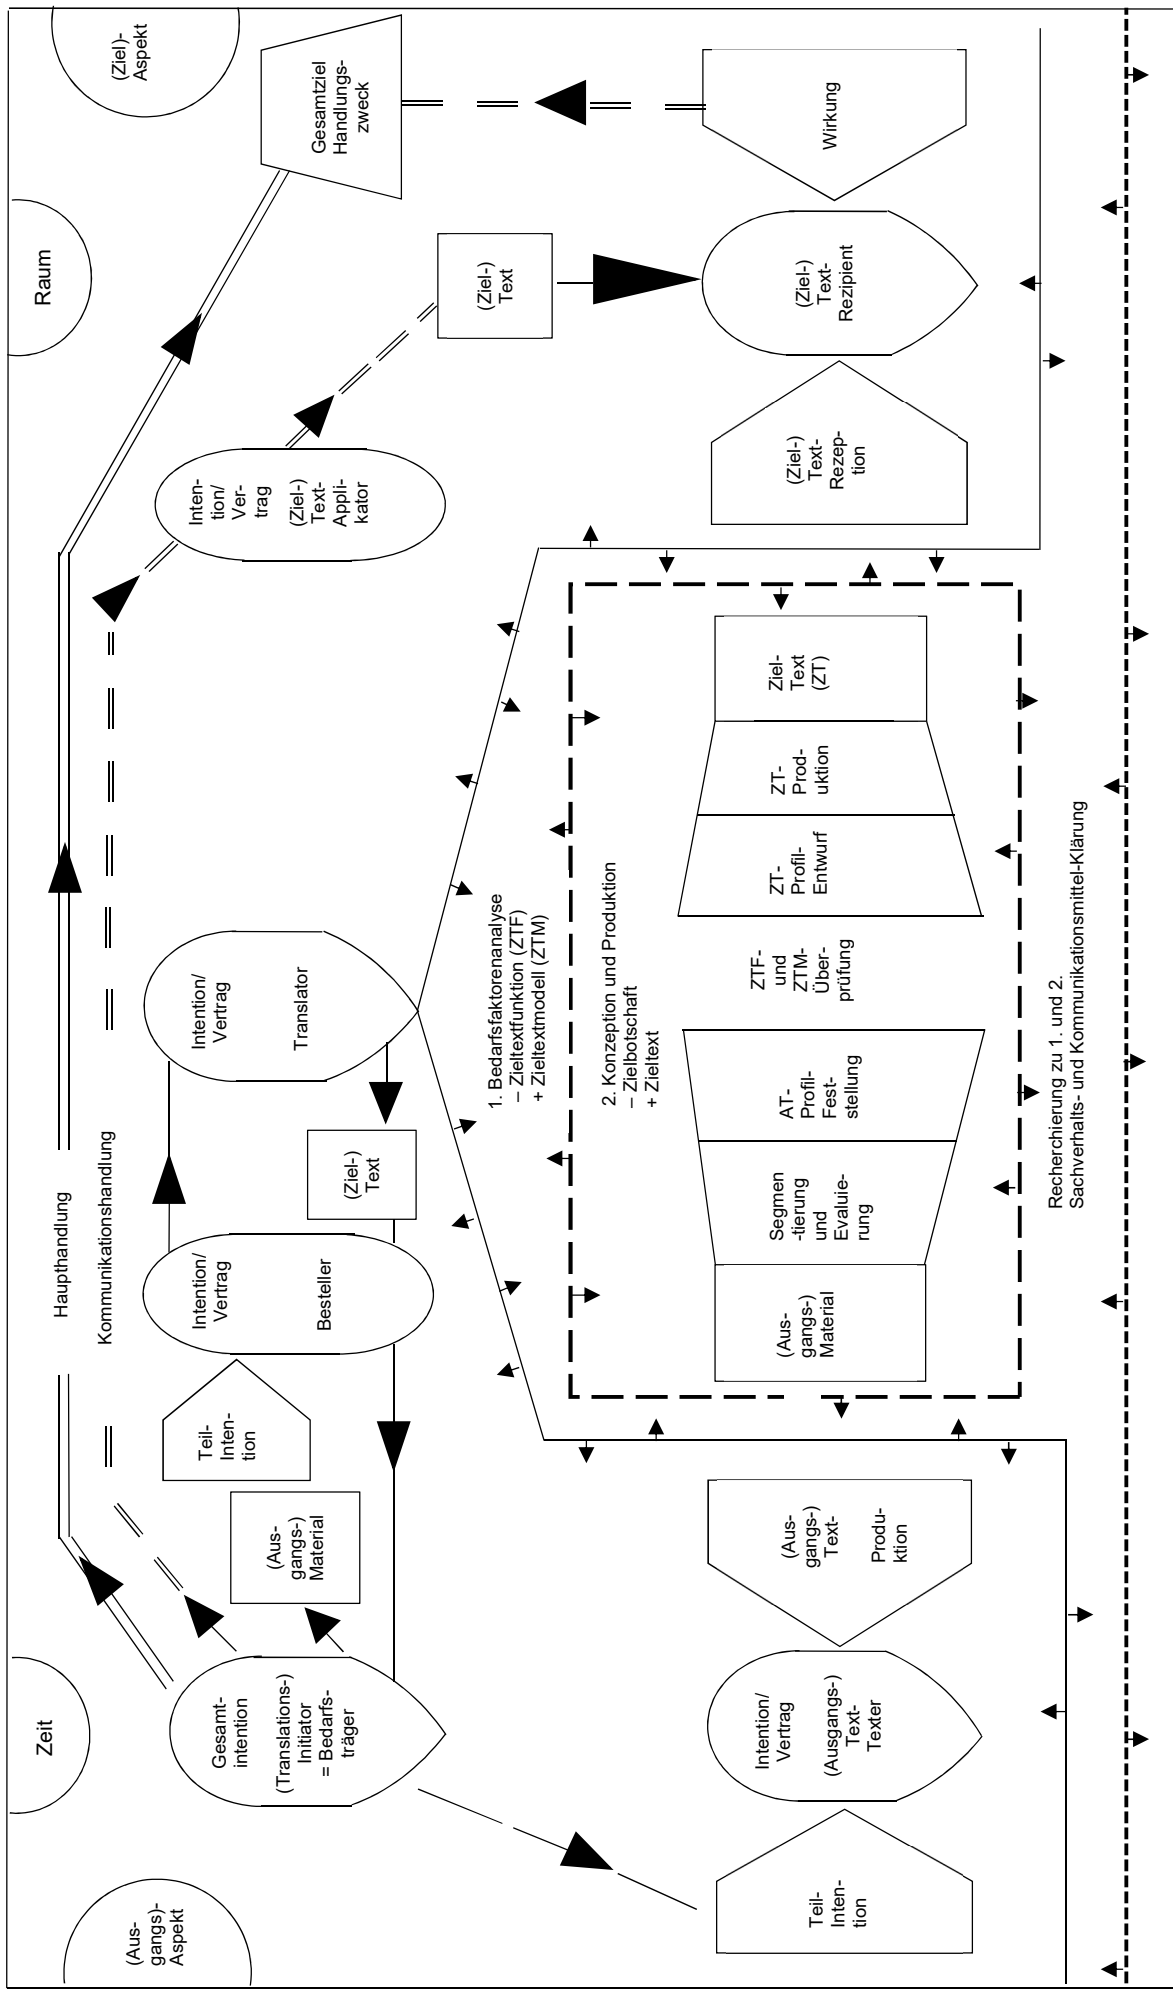 (Aus-
gangs)-
Aspekt
Zeit
Raum
(Ziel)-
Aspekt
Haupthandlung
Kommunikationshandlung
Gesamt-
intention
(Translations-)
Initiator
= Bedarfs-
träger
(Aus-
gangs-)
Material
Teil-
Inten-
tion
Intention/
Vertrag
Besteller
(Ziel-)
Text
Intention/
Vertrag
Translator
Inten-
tion/
Ver-
trag
(Ziel-)
Text-
Appli-
kator
Gesamtziel
Handlungs-
zweck
(Ziel-)
Text
1. Bedarfsfaktorenanalyse
– Zieltextfunktion (ZTF)
+ Zieltextmodell (ZTM)
2. Konzeption und Produktion
– Zielbotschaft
+ Zieltext
Teil-
Inten-
tion
Intention/
Vertrag
(Ausgangs-)
Text-
Texter
(Aus-
gangs-)
Text-
Produ-
ktion
(Aus-
gangs-)
Material
Segmen
-tierung
und
Evaluie-
rung
AT-
Profil-
Fest-
stellung
ZTF-
und
ZTM-
Über-
prüfung
ZT-
Profil-
Entwurf
ZT-
Prod-
uktion
Ziel-
Text
(ZT)
(Ziel-)
Text-
Rezep-
tion
(Ziel-)
Text-
Rezipient
Wirkung
Recherchierung zu 1. und 2.
Sachverhalts- und Kommunikationsmittel-Klärung